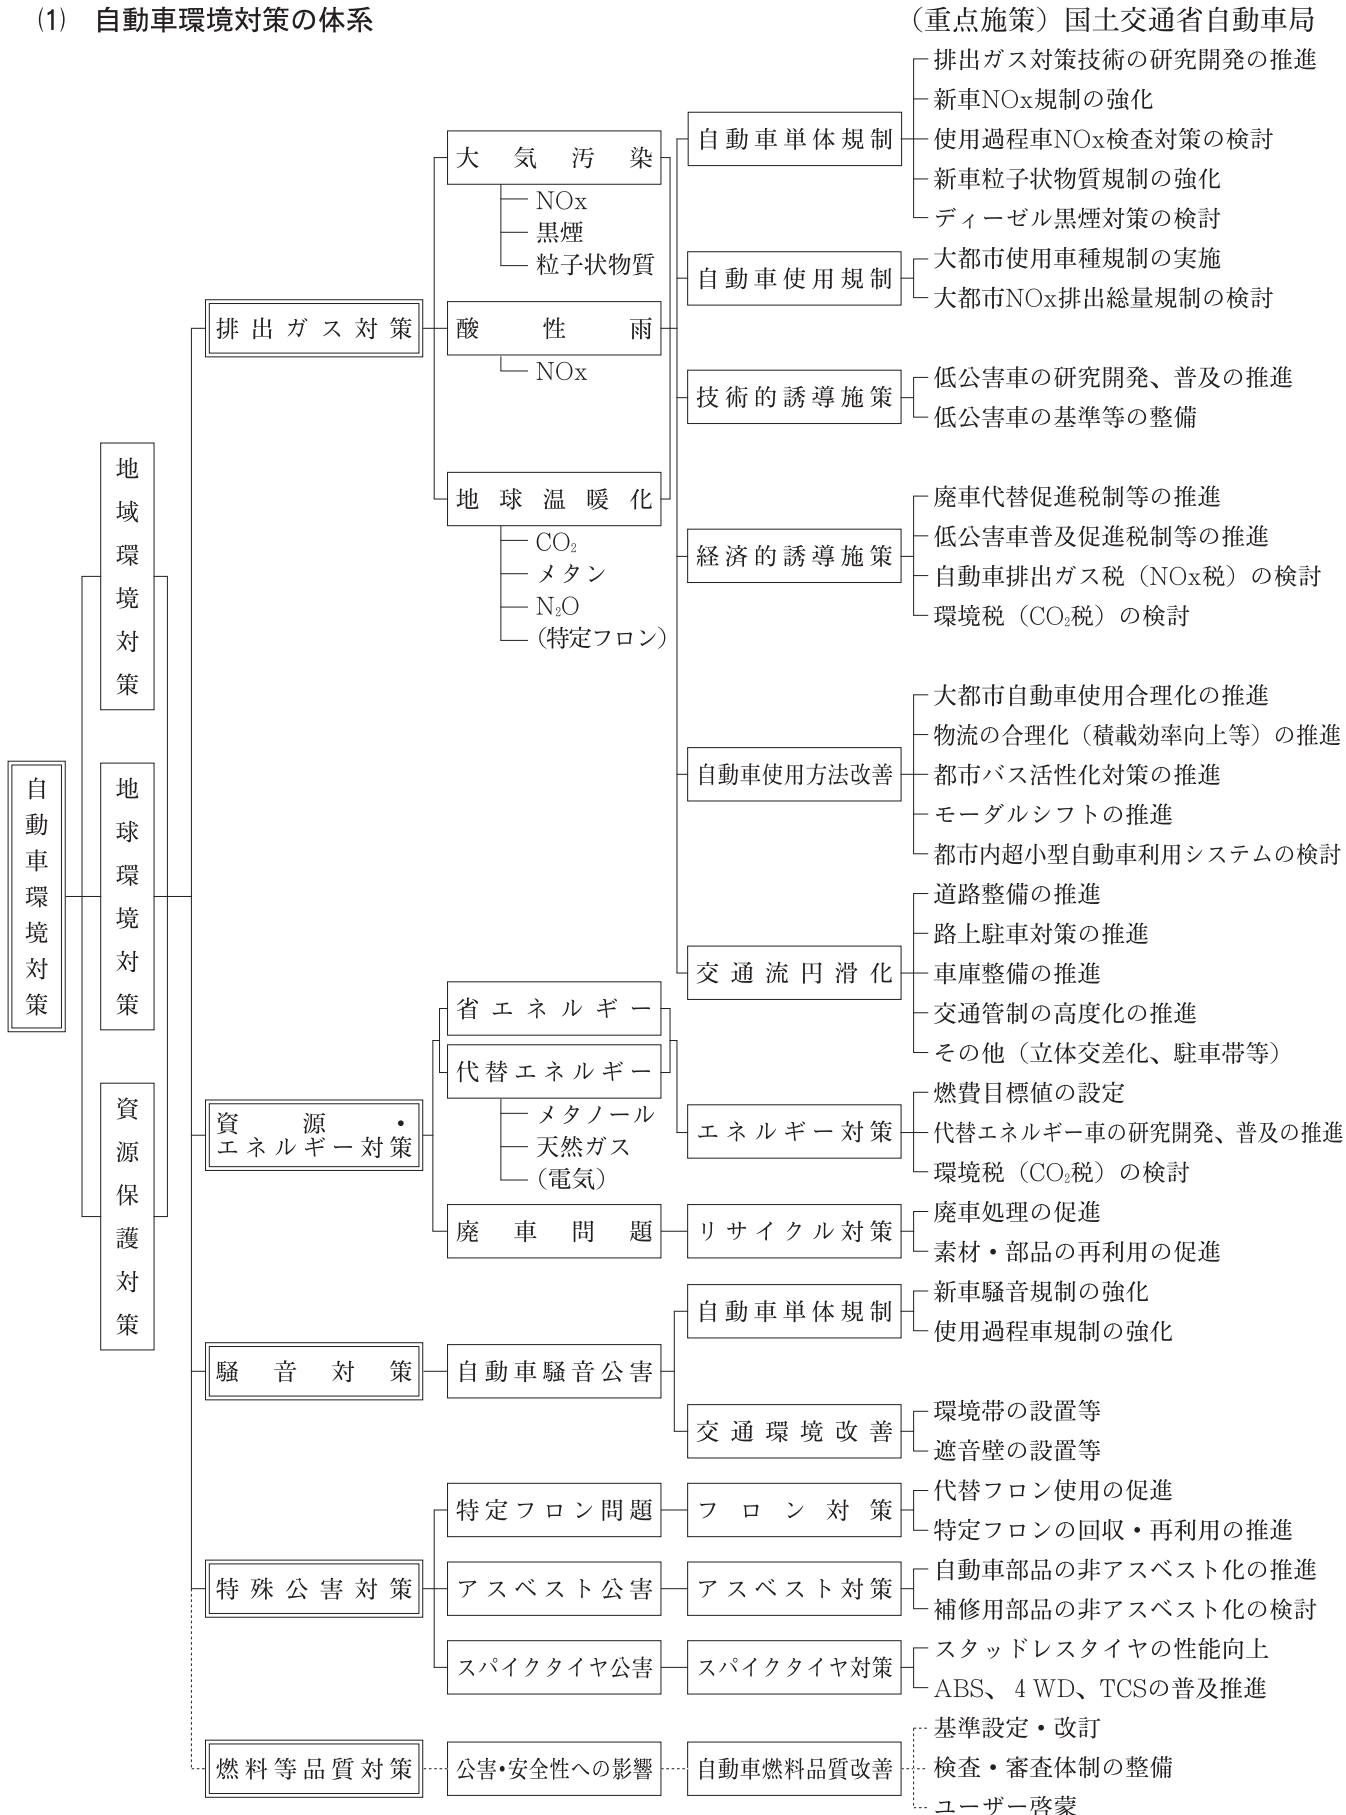 (1) 自動車環境対策の体系
（重点施策）国土交通省自動車局
自動車環境対策
地域環境対策
地球環境対策
資源保護対策
排出ガス対策
大気汚染
NOx
黒煙
粒子状物質
酸性雨
NOx
地球温暖化
CO₂
メタン
N₂O
（特定フロン）
自動車単体規制
排出ガス対策技術の研究開発の推進
新車NOx規制の強化
使用過程車NOx検査対策の検討
新車粒子状物質規制の強化
ディーゼル黒煙対策の検討
自動車使用規制
大都市使用車種規制の実施
大都市NOx排出総量規制の検討
技術的誘導施策
低公害車の研究開発、普及の推進
低公害車の基準等の整備
経済的誘導施策
廃車代替促進税制等の推進
低公害車普及促進税制等の推進
自動車排出ガス税（NOx税）の検討
環境税（CO₂税）の検討
自動車使用方法改善
大都市自動車使用合理化の推進
物流の合理化（積載効率向上等）の推進
都市バス活性化対策の推進
モーダルシフトの推進
都市内超小型自動車利用システムの検討
交通流円滑化
道路整備の推進
路上駐車対策の推進
車庫整備の推進
交通管制の高度化の推進
その他（立体交差化、駐車帯等）
資源・
エネルギー対策
省エネルギー
代替エネルギー
メタノール
天然ガス
（電気）
エネルギー対策
燃費目標値の設定
代替エネルギー車の研究開発、普及の推進
環境税（CO₂税）の検討
廃車問題
リサイクル対策
廃車処理の促進
素材・部品の再利用の促進
騒音対策
自動車騒音公害
自動車単体規制
新車騒音規制の強化
使用過程車規制の強化
交通環境改善
環境帯の設置等
遮音壁の設置等
特殊公害対策
特定フロン問題
フロン対策
代替フロン使用の促進
特定フロンの回収・再利用の推進
アスベスト公害
アスベスト対策
自動車部品の非アスベスト化の推進
補修用部品の非アスベスト化の検討
スパイクタイヤ公害
スパイクタイヤ対策
スタッドレスタイヤの性能向上
ABS、4WD、TCSの普及推進
燃料等品質対策
公害・安全性への影響
自動車燃料品質改善
基準設定・改訂
検査・審査体制の整備
ユーザー啓蒙